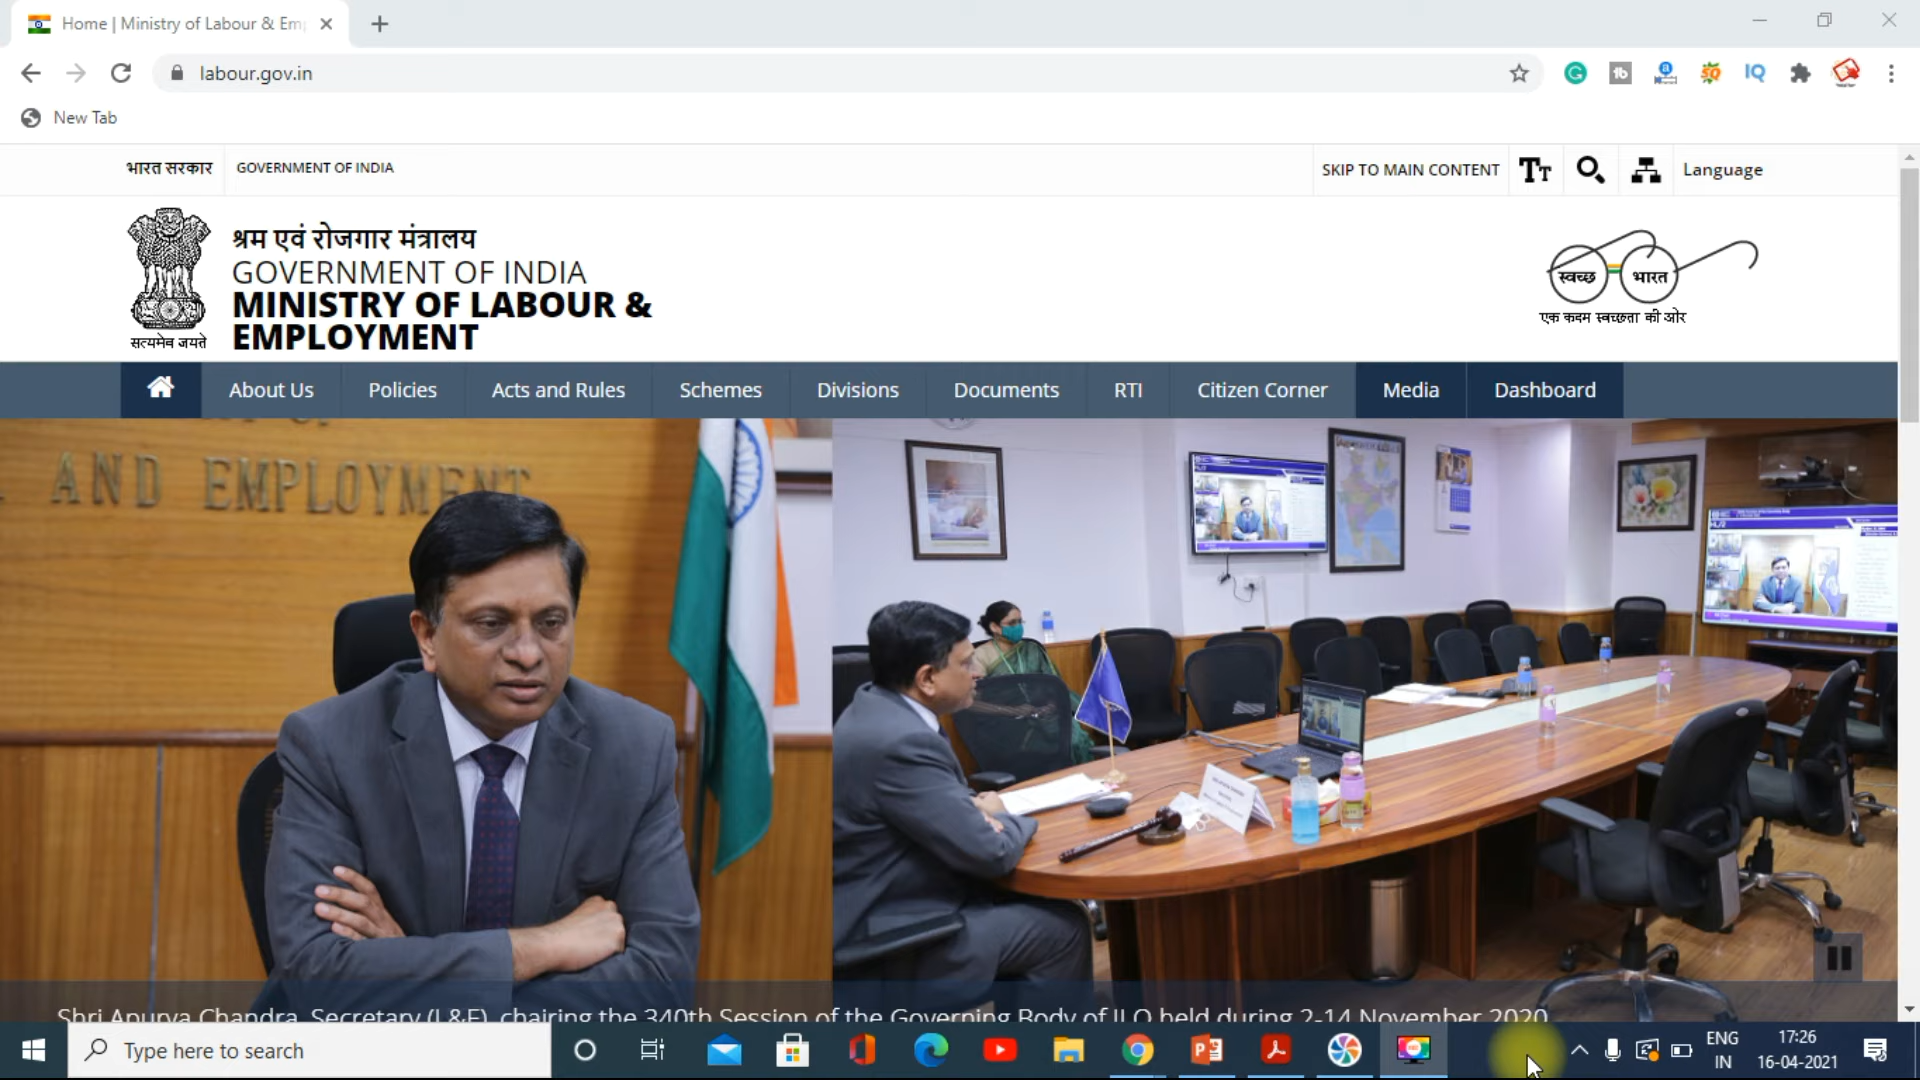 Home | Ministry of Labour & Em
labour.gov.in
New Tab
भारत सरकार GOVERNMENT OF INDIA SKIP TO MAIN CONTENT Tт Language
श्रम एवं रोजगार मंत्रालय
GOVERNMENT OF INDIA
MINISTRY OF LABOUR &
EMPLOYMENT
सत्यमेव जयते
स्वच्छ भारत
एक कदम स्वच्छता की ओर
About Us Policies Acts and Rules Schemes Divisions Documents RTI Citizen Corner Media Dashboard
AND EMPLOYMENT
Shri Apurva Chandra, Secretary (L&E), chairing the 340th Session of the Governing Body of ILO held during 2-14 November 2020
Type here to search
ENG
IN
17:26
16-04-2021